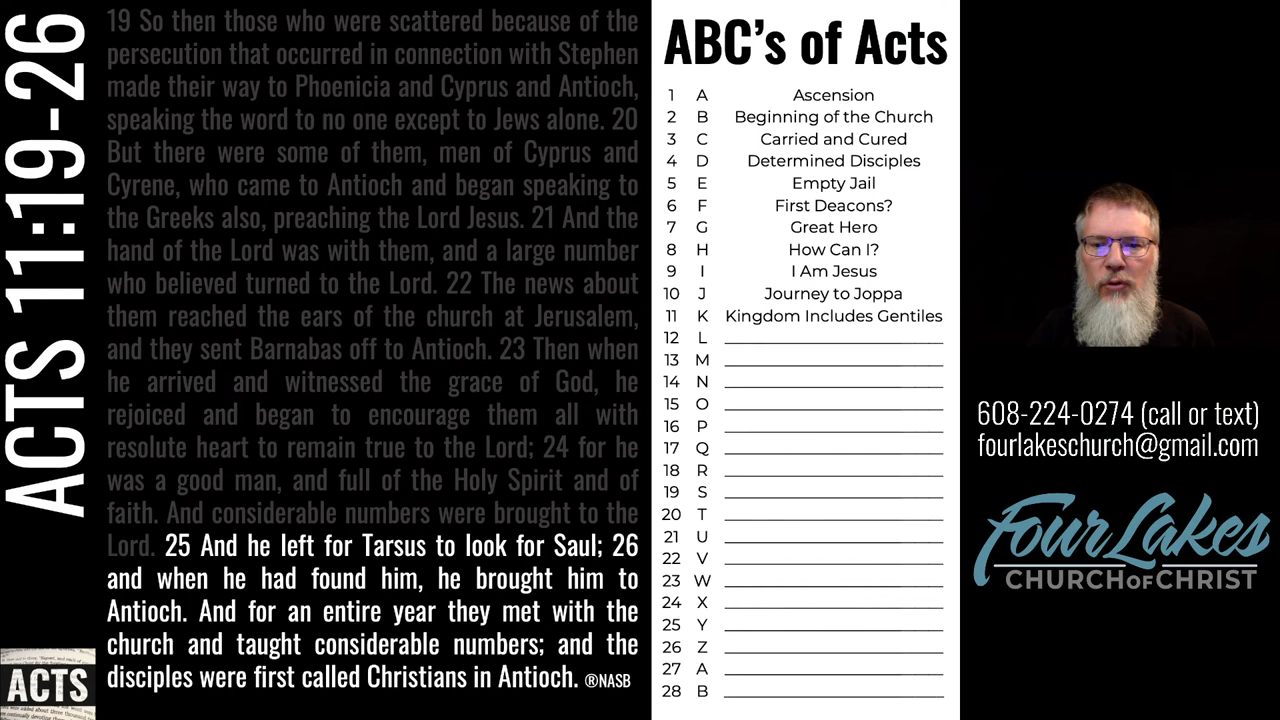 ACTS 11:19-26
19 So then those who were scattered because of the
persecution that occurred in connection with Stephen
made their way to Phoenicia and Cyprus and Antioch,
speaking the word to no one except to Jews alone. 20
But there were some of them, men of Cyprus and
Cyrene, who came to Antioch and began speaking to
the Greeks also, preaching the Lord Jesus. 21 And the
hand of the Lord was with them, and a large number
who believed turned to the Lord. 22 The news about
them reached the ears of the church at Jerusalem,
and they sent Barnabas off to Antioch. 23 Then when
he arrived and witnessed the grace of God, he
rejoiced and began to encourage them all with
resolute heart to remain true to the Lord; 24 for he
was a good man, and full of the Holy Spirit and of
faith. And considerable numbers were brought to the
Lord. 25 And he left for Tarsus to look for Saul; 26
and when he had found him, he brought him to
Antioch. And for an entire year they met with the
church and taught considerable numbers; and the
disciples were first called Christians in Antioch. ®NASB
ACTS
ABC's of Acts
1 A Ascension
2 B Beginning of the Church
3 C Carried and Cured
4 D Determined Disciples
5 E Empty Jail
6 F First Deacons?
7 G Great Hero
8 H How Can I?
9 I I Am Jesus
10 J Journey to Joppa
11 K Kingdom Includes Gentiles
12 L
13 M
14 N
15 O
16 P
17 Q
18 R
19 S
20 T
21 U
22 V
23 W
24 X
25 Y
26 Z
27 A
28 B
608-224-0274 (call or text)
fourlakeschurch@gmail.com
Four Lakes
CHURCH OF CHRIST